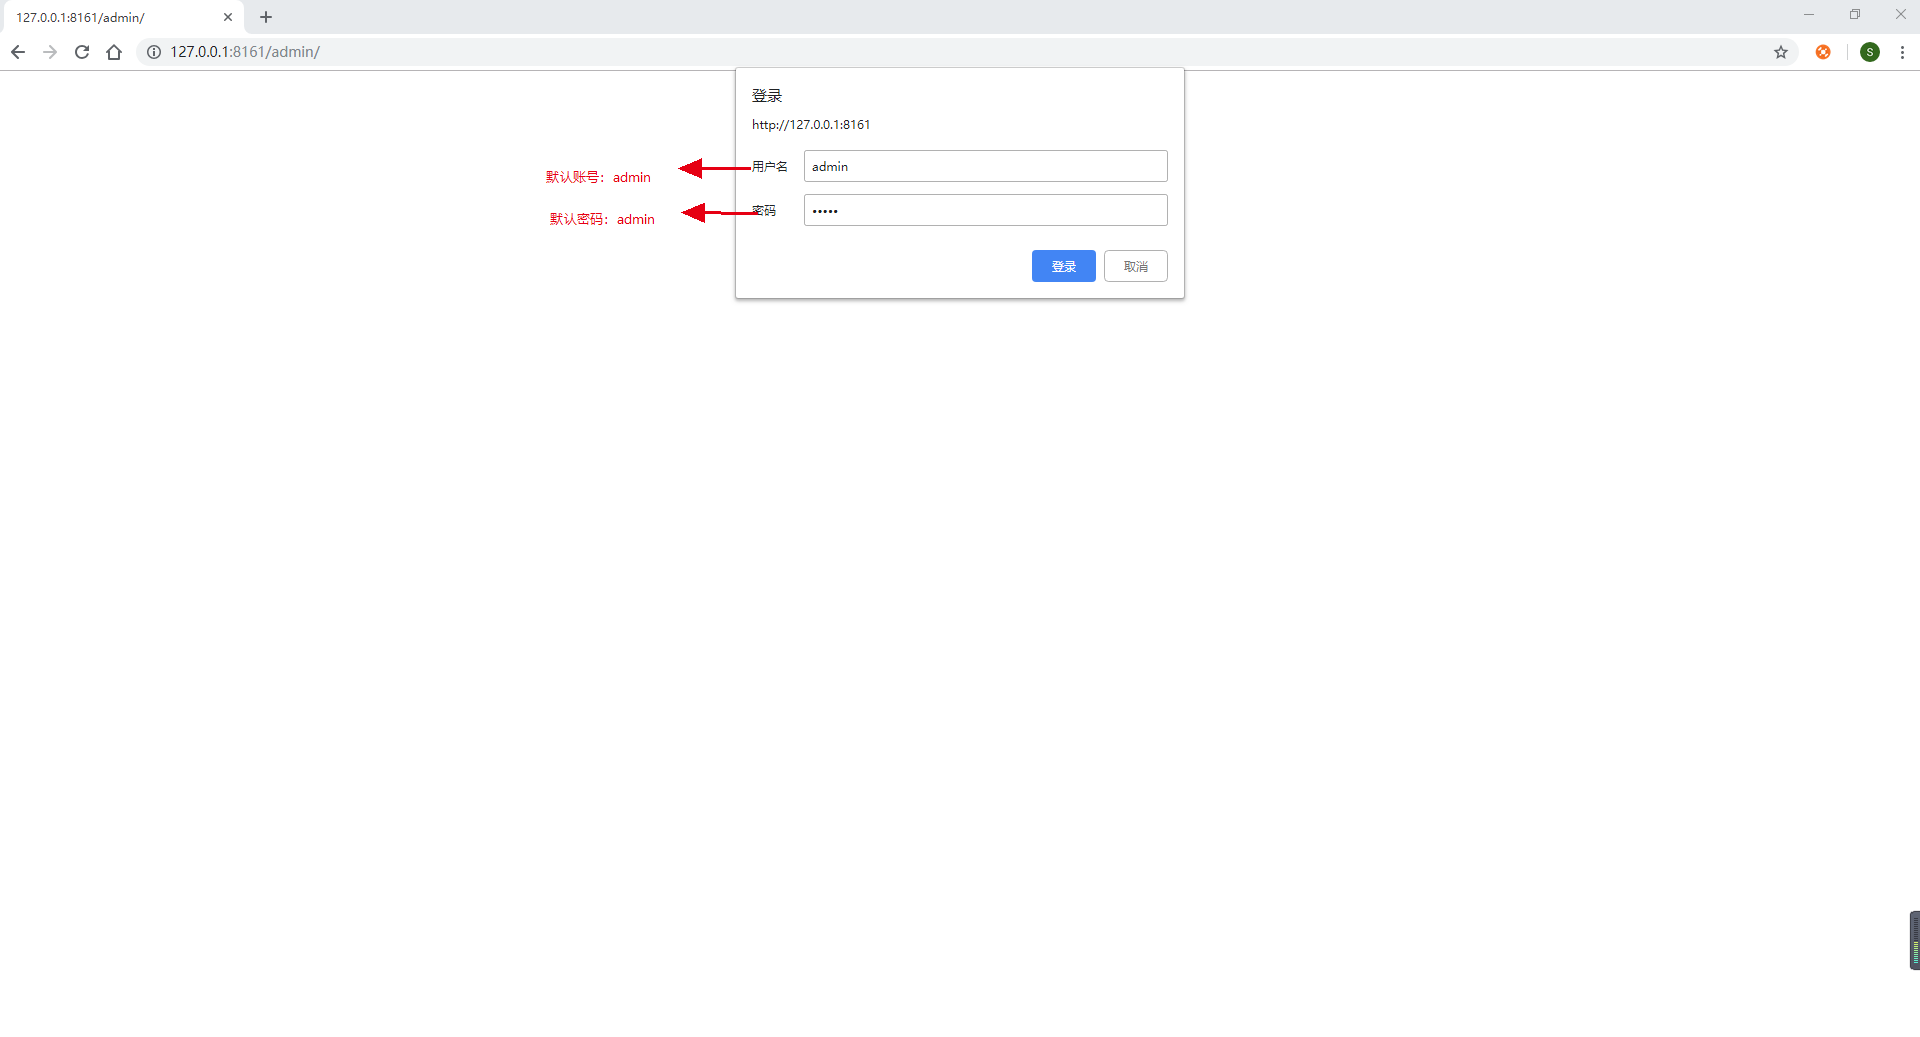 127.0.0.1:8161/admin/
127.0.0.1:8161/admin/
S
登录
http://127.0.0.1:8161
用户名 admin
默认账号：admin
密码 •••••
默认密码：admin
登录 取消